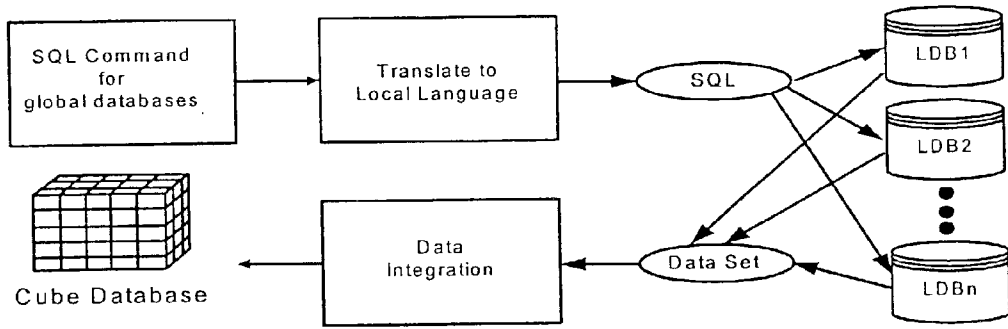 SQL Command
for
global databases
Translate to
Local Language
SQL
LDB1
LDB2
LDBn
Data Set
Data
Integration
Cube Database